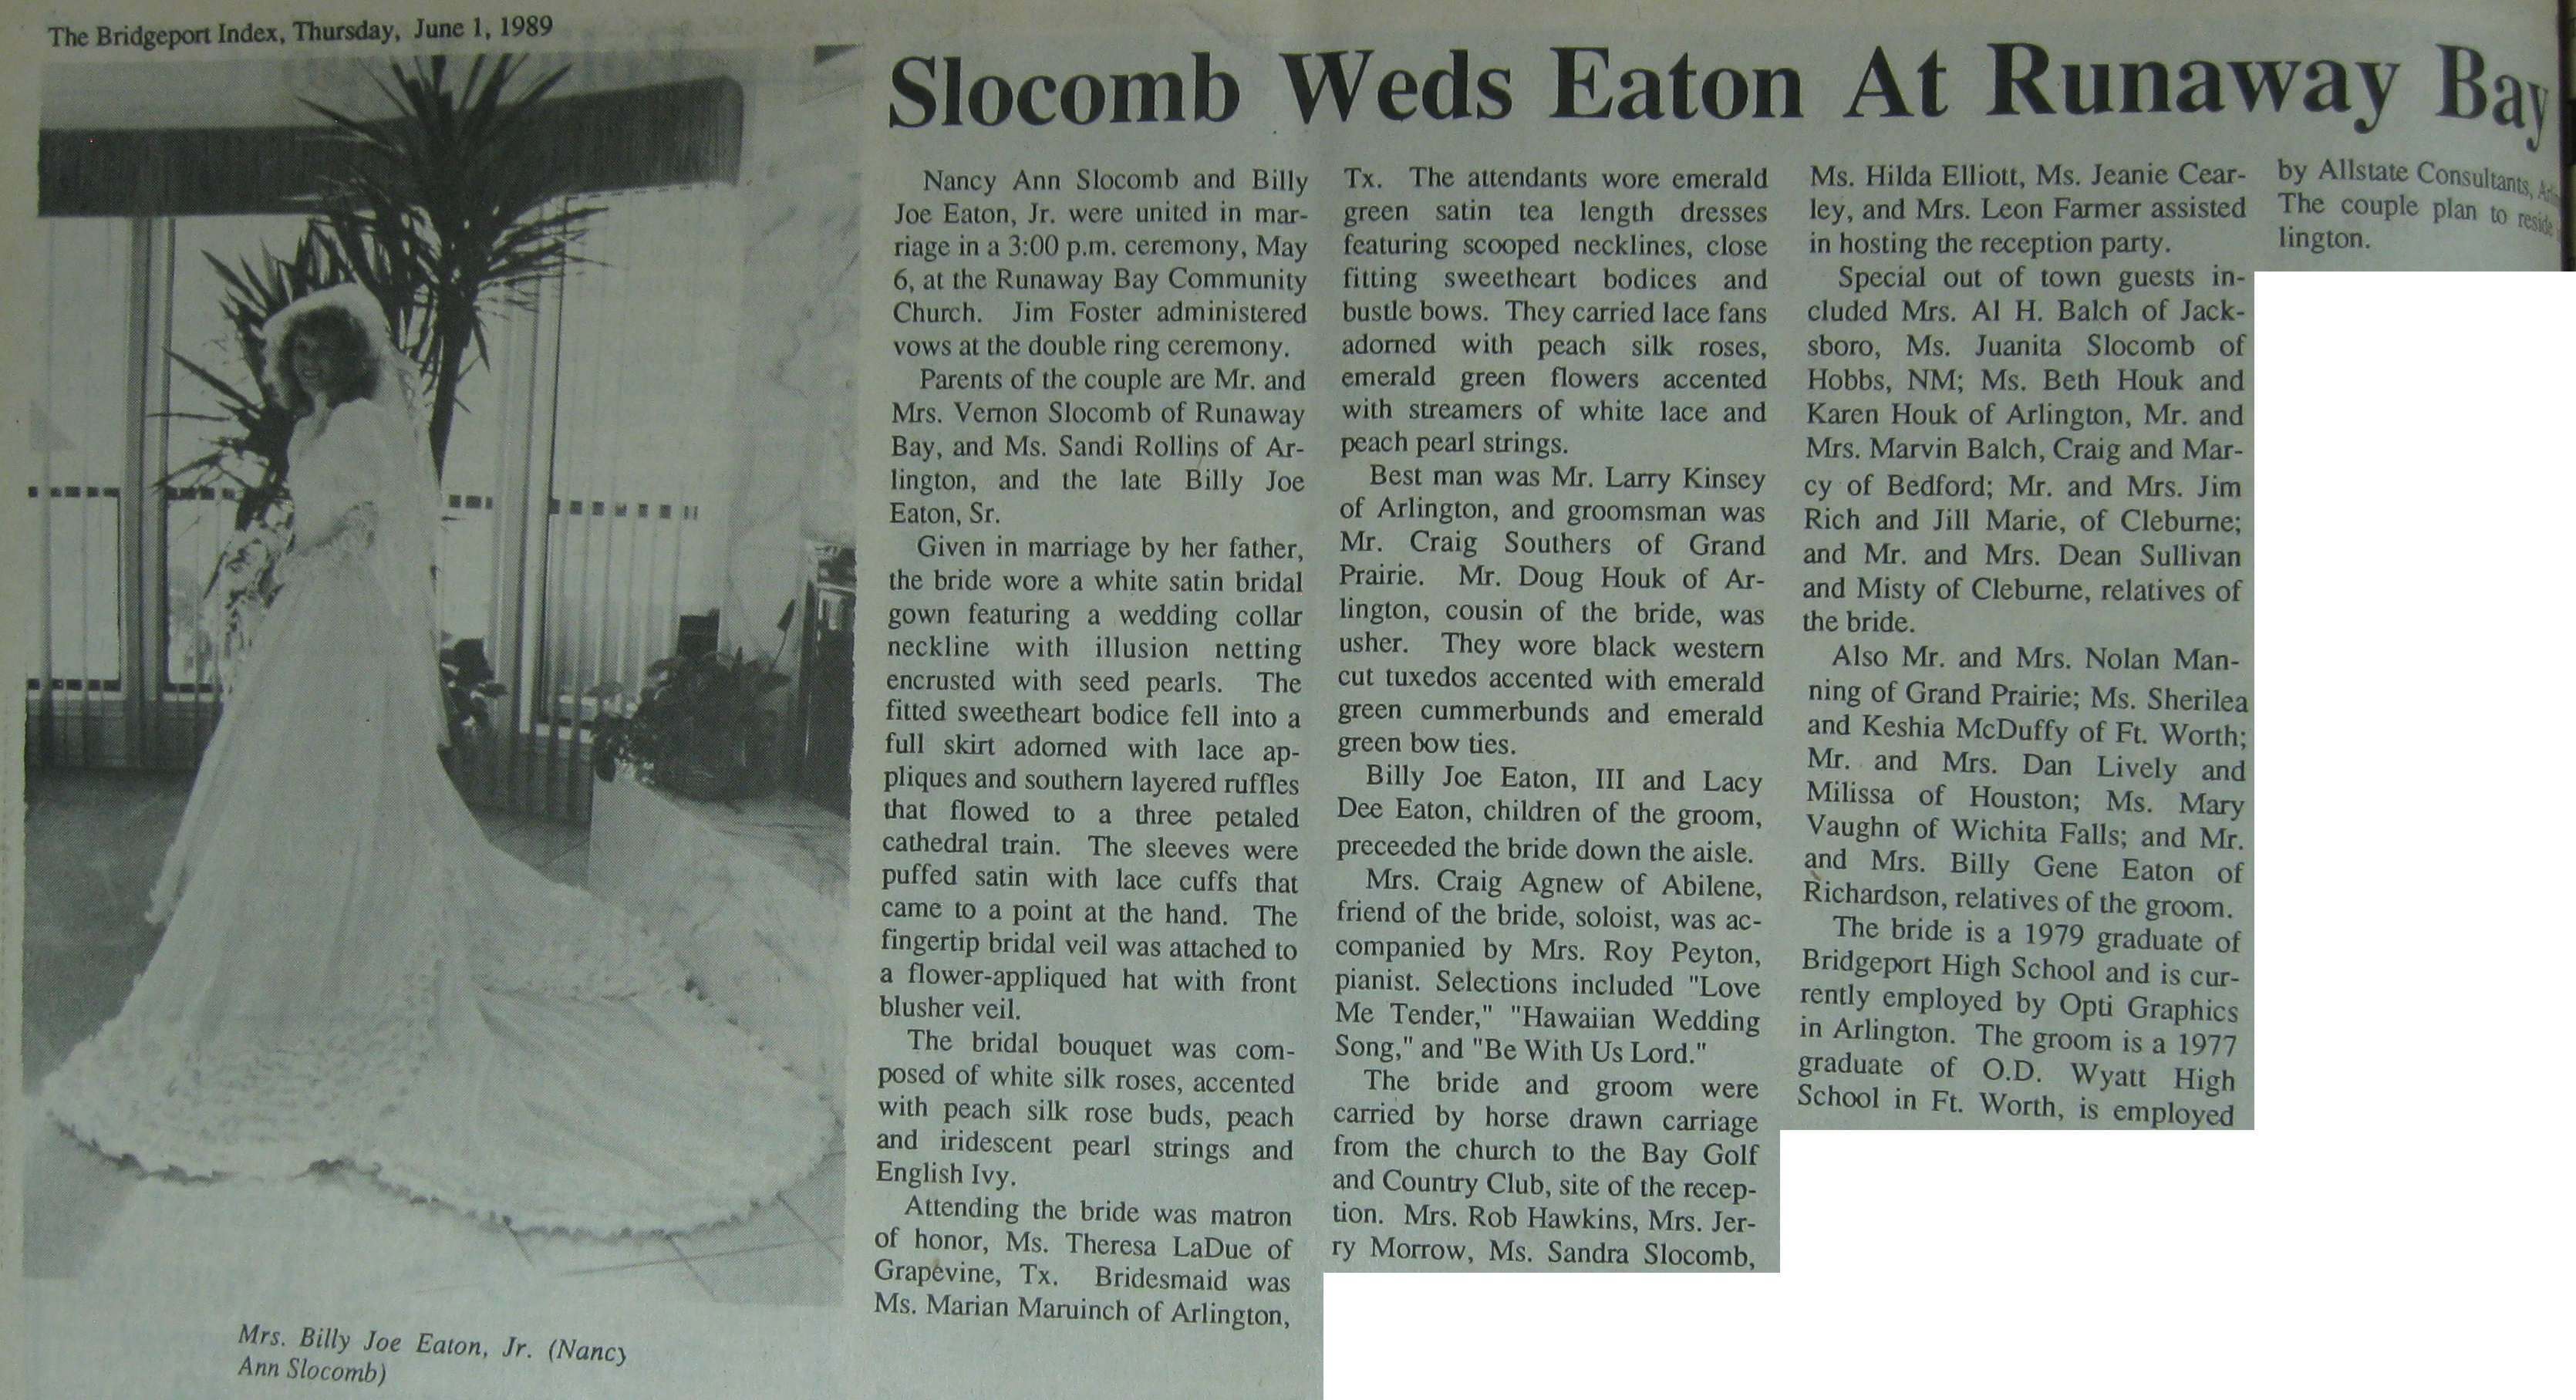 The Bridgeport Index, Thursday, June 1, 1989
Slocomb Weds Eaton At Runaway Bay
Nancy Ann Slocomb and Billy
Joe Eaton, Jr. were united in mar-
riage in a 3:00 p.m. ceremony, May
6, at the Runaway Bay Community
Church. Jim Foster administered
vows at the double ring ceremony.
Parents of the couple are Mr. and
Mrs. Vernon Slocomb of Runaway
Bay, and Ms. Sandi Rollins of Ar-
lington, and the late Billy Joe
Eaton, Sr.
Given in marriage by her father,
the bride wore a white satin bridal
gown featuring a wedding collar
neckline with illusion netting
encrusted with seed pearls. The
fitted sweetheart bodice fell into a
full skirt adorned with lace ap-
pliques and southern layered ruffles
that flowed to a three petaled
cathedral train. The sleeves were
puffed satin with lace cuffs that
came to a point at the hand. The
fingertip bridal veil was attached to
a flower-appliqued hat with front
blusher veil.
The bridal bouquet was com-
posed of white silk roses, accented
with peach silk rose buds, peach
and iridescent pearl strings and
English Ivy.
Attending the bride was matron
of honor, Ms. Theresa LaDue of
Grapevine, Tx. Bridesmaid was
Ms. Marian Maruinch of Arlington,
Tx. The attendants wore emerald
green satin tea length dresses
featuring scooped necklines, close
fitting sweetheart bodices and
bustle bows. They carried lace fans
adorned with peach silk roses,
emerald green flowers accented
with streamers of white lace and
peach pearl strings.
Best man was Mr. Larry Kinsey
of Arlington, and groomsman was
Mr. Craig Southers of Grand
Prairie. Mr. Doug Houk of Ar-
lington, cousin of the bride, was
usher. They wore black western
cut tuxedos accented with emerald
green cummerbunds and emerald
green bow ties.
Billy Joe Eaton, III and Lacy
Dee Eaton, children of the groom,
preceeded the bride down the aisle.
Mrs. Craig Agnew of Abilene,
friend of the bride, soloist, was ac-
companied by Mrs. Roy Peyton,
pianist. Selections included "Love
Me Tender," "Hawaiian Wedding
Song," and "Be With Us Lord."
The bride and groom were
carried by horse drawn carriage
from the church to the Bay Golf
and Country Club, site of the recep-
tion. Mrs. Rob Hawkins, Mrs. Jer-
ry Morrow, Ms. Sandra Slocomb,
Ms. Hilda Elliott, Ms. Jeanie Cear-
ley, and Mrs. Leon Farmer assisted
in hosting the reception party.
Special out of town guests in-
cluded Mrs. Al H. Balch of Jack-
sboro, Ms. Juanita Slocomb of
Hobbs, NM; Ms. Beth Houk and
Karen Houk of Arlington, Mr. and
Mrs. Marvin Balch, Craig and Mar-
cy of Bedford; Mr. and Mrs. Jim
Rich and Jill Marie, of Cleburne;
and Mr. and Mrs. Dean Sullivan
and Misty of Cleburne, relatives of
the bride.
Also Mr. and Mrs. Nolan Man-
ning of Grand Prairie; Ms. Sherilea
and Keshia McDuffy of Ft. Worth;
Mr. and Mrs. Dan Lively and
Milissa of Houston; Ms. Mary
Vaughn of Wichita Falls; and Mr.
and Mrs. Billy Gene Eaton of
Richardson, relatives of the groom.
The bride is a 1979 graduate of
Bridgeport High School and is cur-
rently employed by Opti Graphics
in Arlington. The groom is a 1977
graduate of O.D. Wyatt High
School in Ft. Worth, is employed
by Allstate Consultants,
The couple plan to reside
lington.
Mrs. Billy Joe Eaton, Jr. (Nancy
Ann Slocomb)